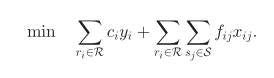 min ∑_{r_i∈ℛ} c_i y_i + ∑_{r_i∈ℛ} ∑_{s_j∈𝒮} f_{ij} x_{ij}.